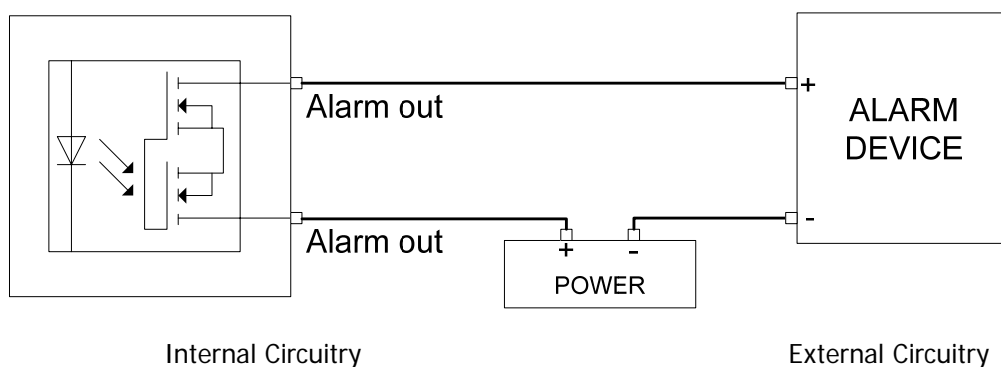 Alarm out
+
ALARM
DEVICE
Alarm out
-
+ -
POWER
Internal Circuitry
External Circuitry